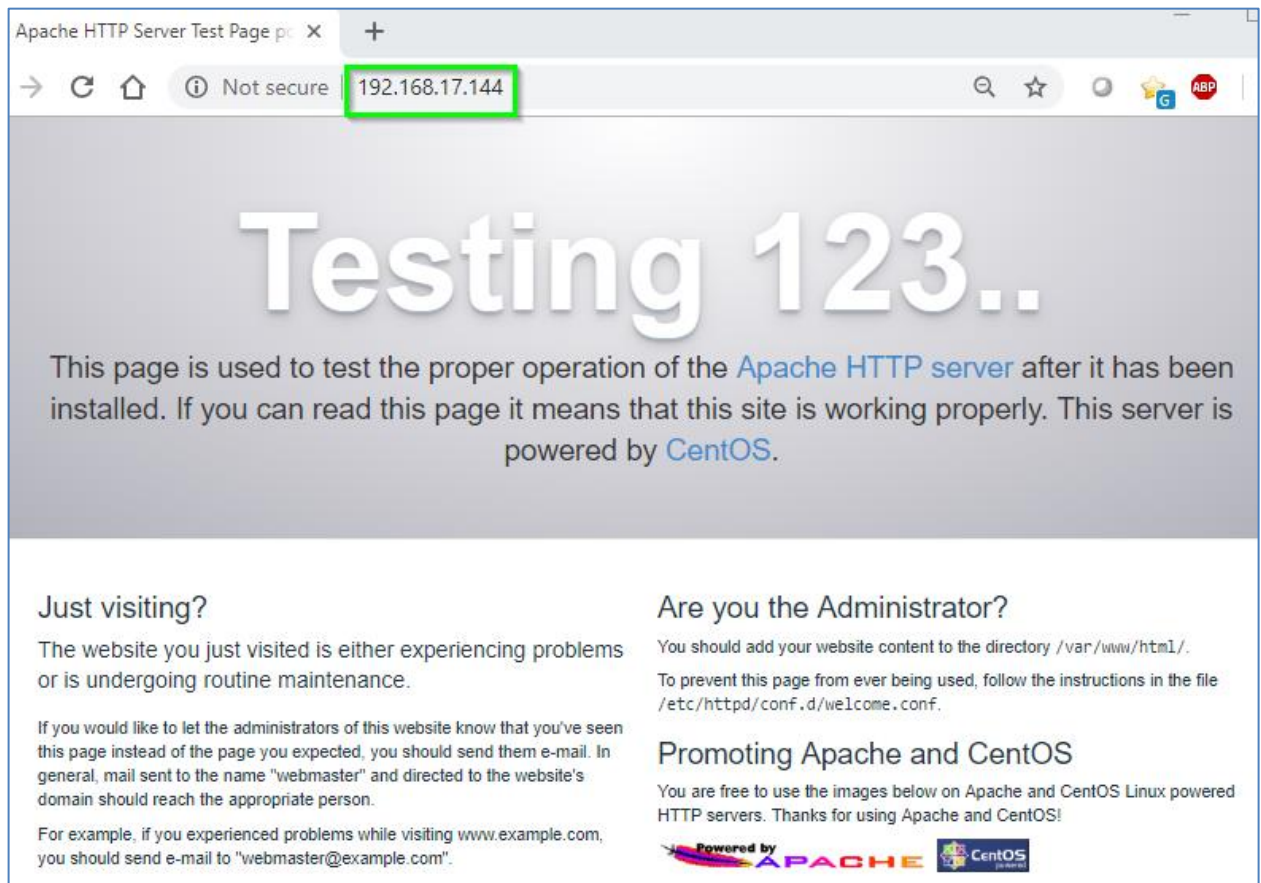 Apache HTTP Server Test Page po
Not secure
192.168.17.144
G
ABP
Testing 123..
This page is used to test the proper operation of the Apache HTTP server after it has been
installed. If you can read this page it means that this site is working properly. This server is
powered by CentOS.
Just visiting?
The website you just visited is either experiencing problems
or is undergoing routine maintenance.
If you would like to let the administrators of this website know that you've seen
this page instead of the page you expected, you should send them e-mail. In
general, mail sent to the name "webmaster" and directed to the website's
domain should reach the appropriate person.
For example, if you experienced problems while visiting www.example.com,
you should send e-mail to "webmaster@example.com".
Are you the Administrator?
You should add your website content to the directory /var/www/html/.
To prevent this page from ever being used, follow the instructions in the file
/etc/httpd/conf.d/welcome.conf.
Promoting Apache and CentOS
You are free to use the images below on Apache and CentOS Linux powered
HTTP servers. Thanks for using Apache and CentOS!
Powered by
APACHE
CentOS
powered